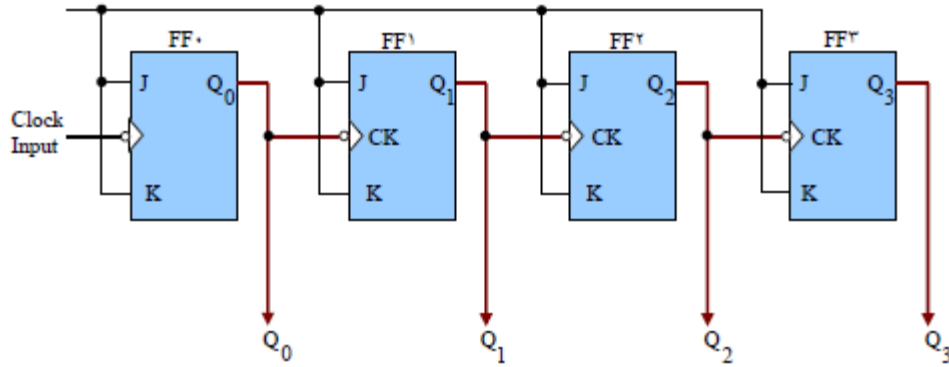 FF۰ FF۱ FF۲ FF۳
J Q0 J Q1 J Q2 J Q3
Clock
Input
CK CK CK
K K K K
Q0 Q1 Q2 Q3